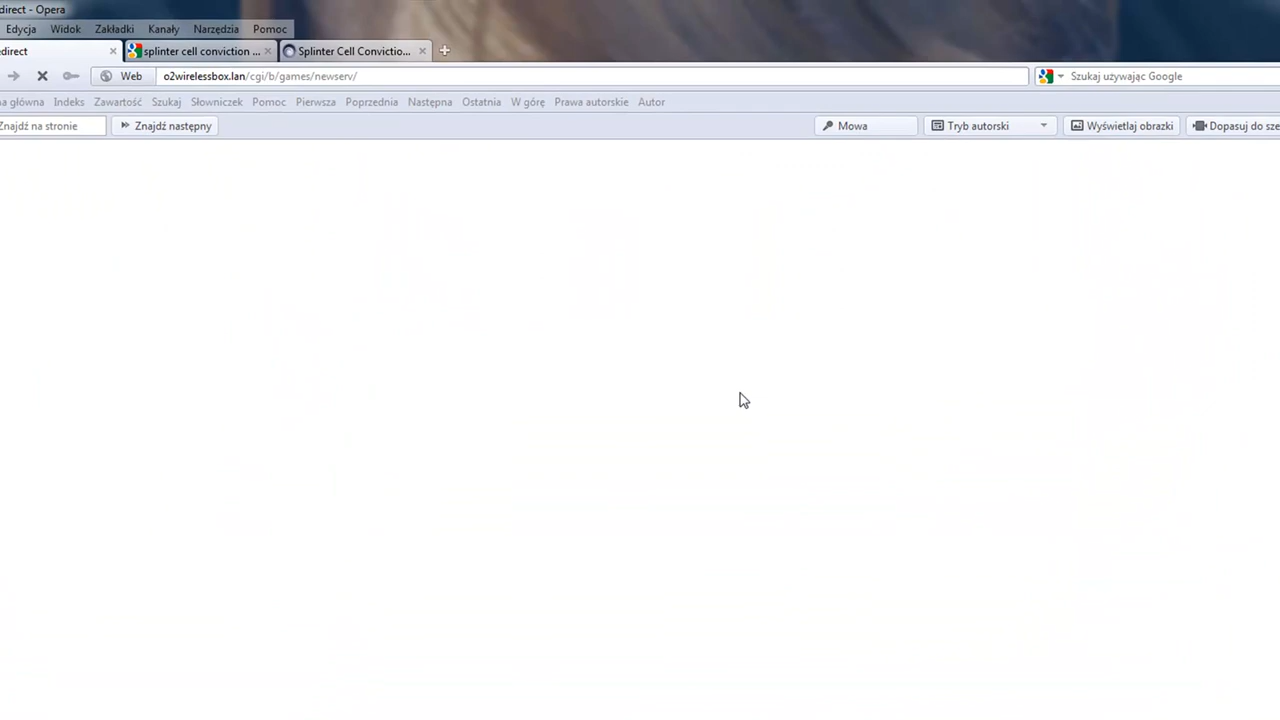 direct - Opera
Edycja Widok Zakładki Kanały Narzędzia Pomoc
edirect splinter cell conviction ... Splinter Cell Convictio...
Web o2wirelessbox.lan/cgi/b/games/newserv/ Szukaj używając Google
na główna Indeks Zawartość Szukaj Słowniczek Pomoc Pierwsza Poprzednia Następna Ostatnia W górę Prawa autorskie Autor
Znajdź na stronie Znajdź następny Mowa Tryb autorski Wyświetlaj obrazki Dopasuj do sze